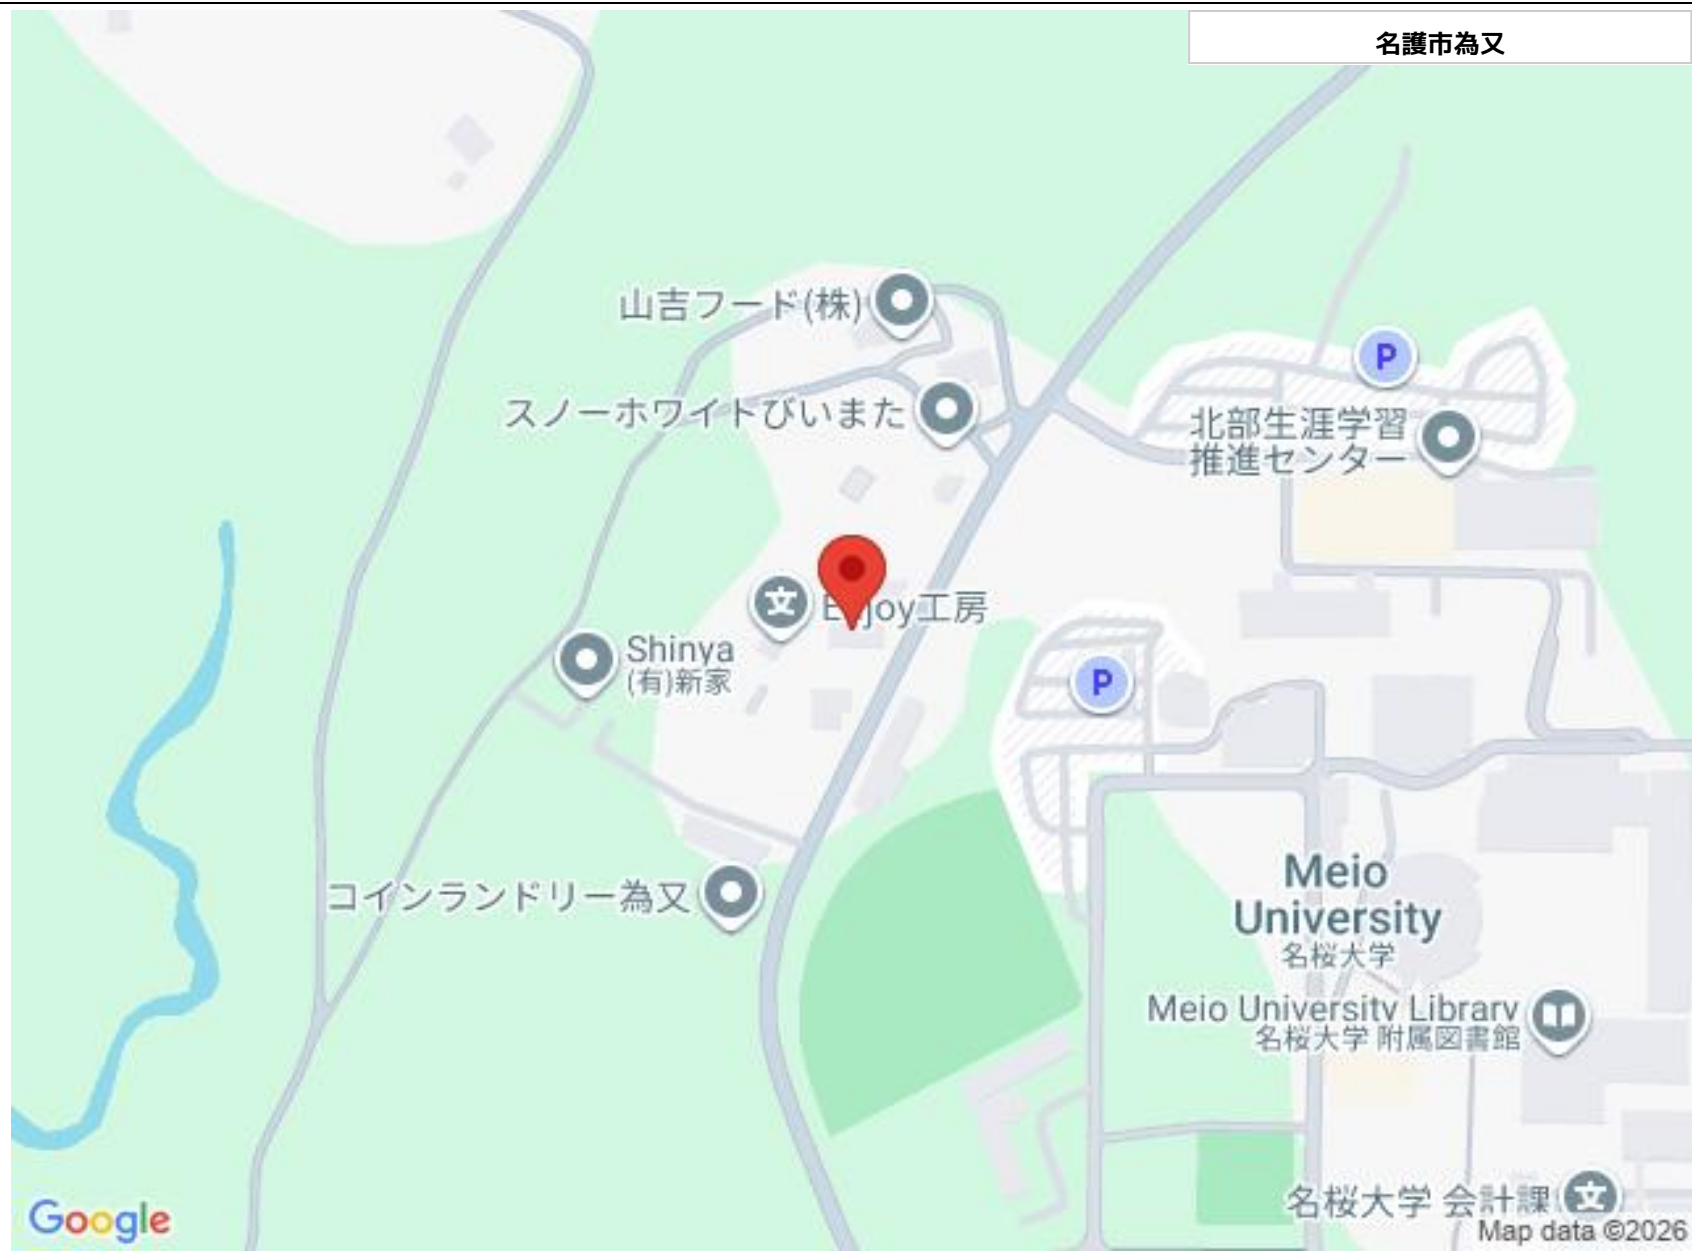 名護市為又
山吉フード(株)
P
スノーホワイトびいまた
北部生涯学習
推進センター
文
Enjoy工房
Shinya
(有)新家
P
コインランドリー為又
Meio
University
名桜大学
Meio University Library
名桜大学 附属図書館
名桜大学 会計課
文
Google
Map data ©2026